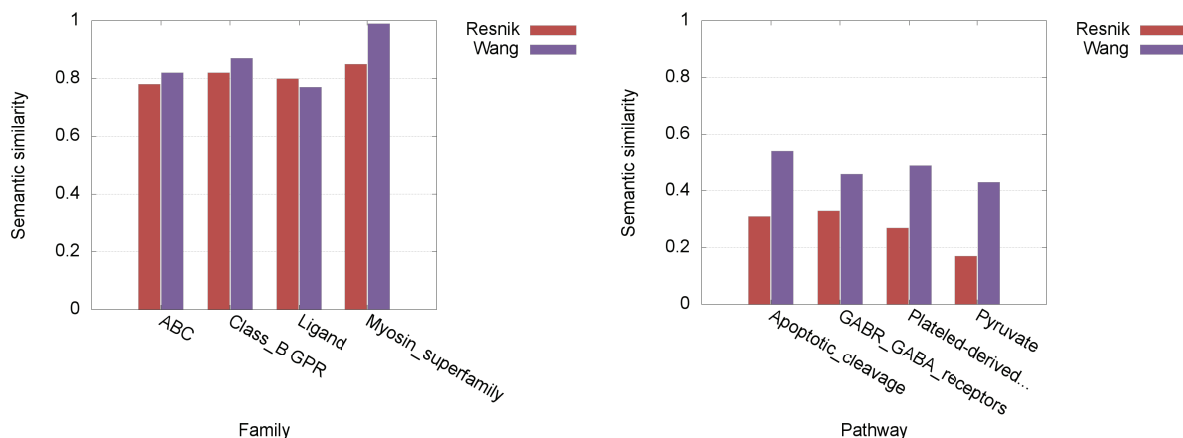 Semantic similarity
1
0.8
0.6
0.4
0.2
0
ABC
Class_B GPR
Ligand
Myosin_superfamily
Family
Resnik
Wang
Semantic similarity
1
0.8
0.6
0.4
0.2
0
Apoptotic_cleavage
GABR_GABA_receptors
Plateled-derived...
Pyruvate
Pathway
Resnik
Wang